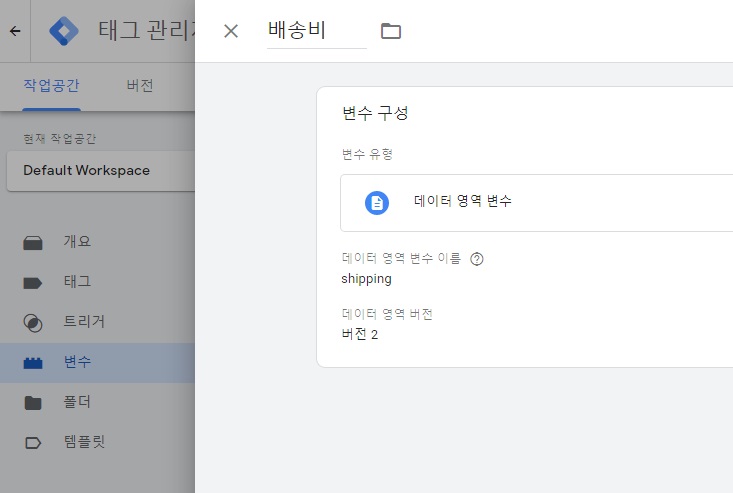 태그 관리
배송비
작업공간
버전
현재 작업공간
Default Workspace
개요
태그
트리거
변수
폴더
템플릿
변수 구성
변수 유형
데이터 영역 변수
데이터 영역 변수 이름
shipping
데이터 영역 버전
버전 2